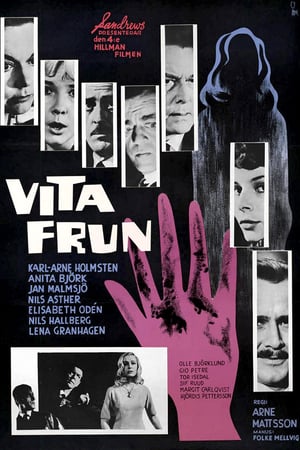 Sandrews
PRESENTERAR
den 4:e
HILLMAN
FILMEN
VITA
FRUN
KARL-ARNE HOLMSTEN
ANITA BJÖRK
JAN MALMSJÖ
NILS ASTHER
ELISABETH ODÉN
NILS HALLBERG
LENA GRANHAGEN
OLLE BJÖRKLUND
GIO PETRÉ
TOR ISEDAL
SIF RUUD
MARGIT CARLQVIST
HJÖRDIS PETTERSON
REGI
ARNE
MATTSSON
MANUS:
FOLKE MELLVIG